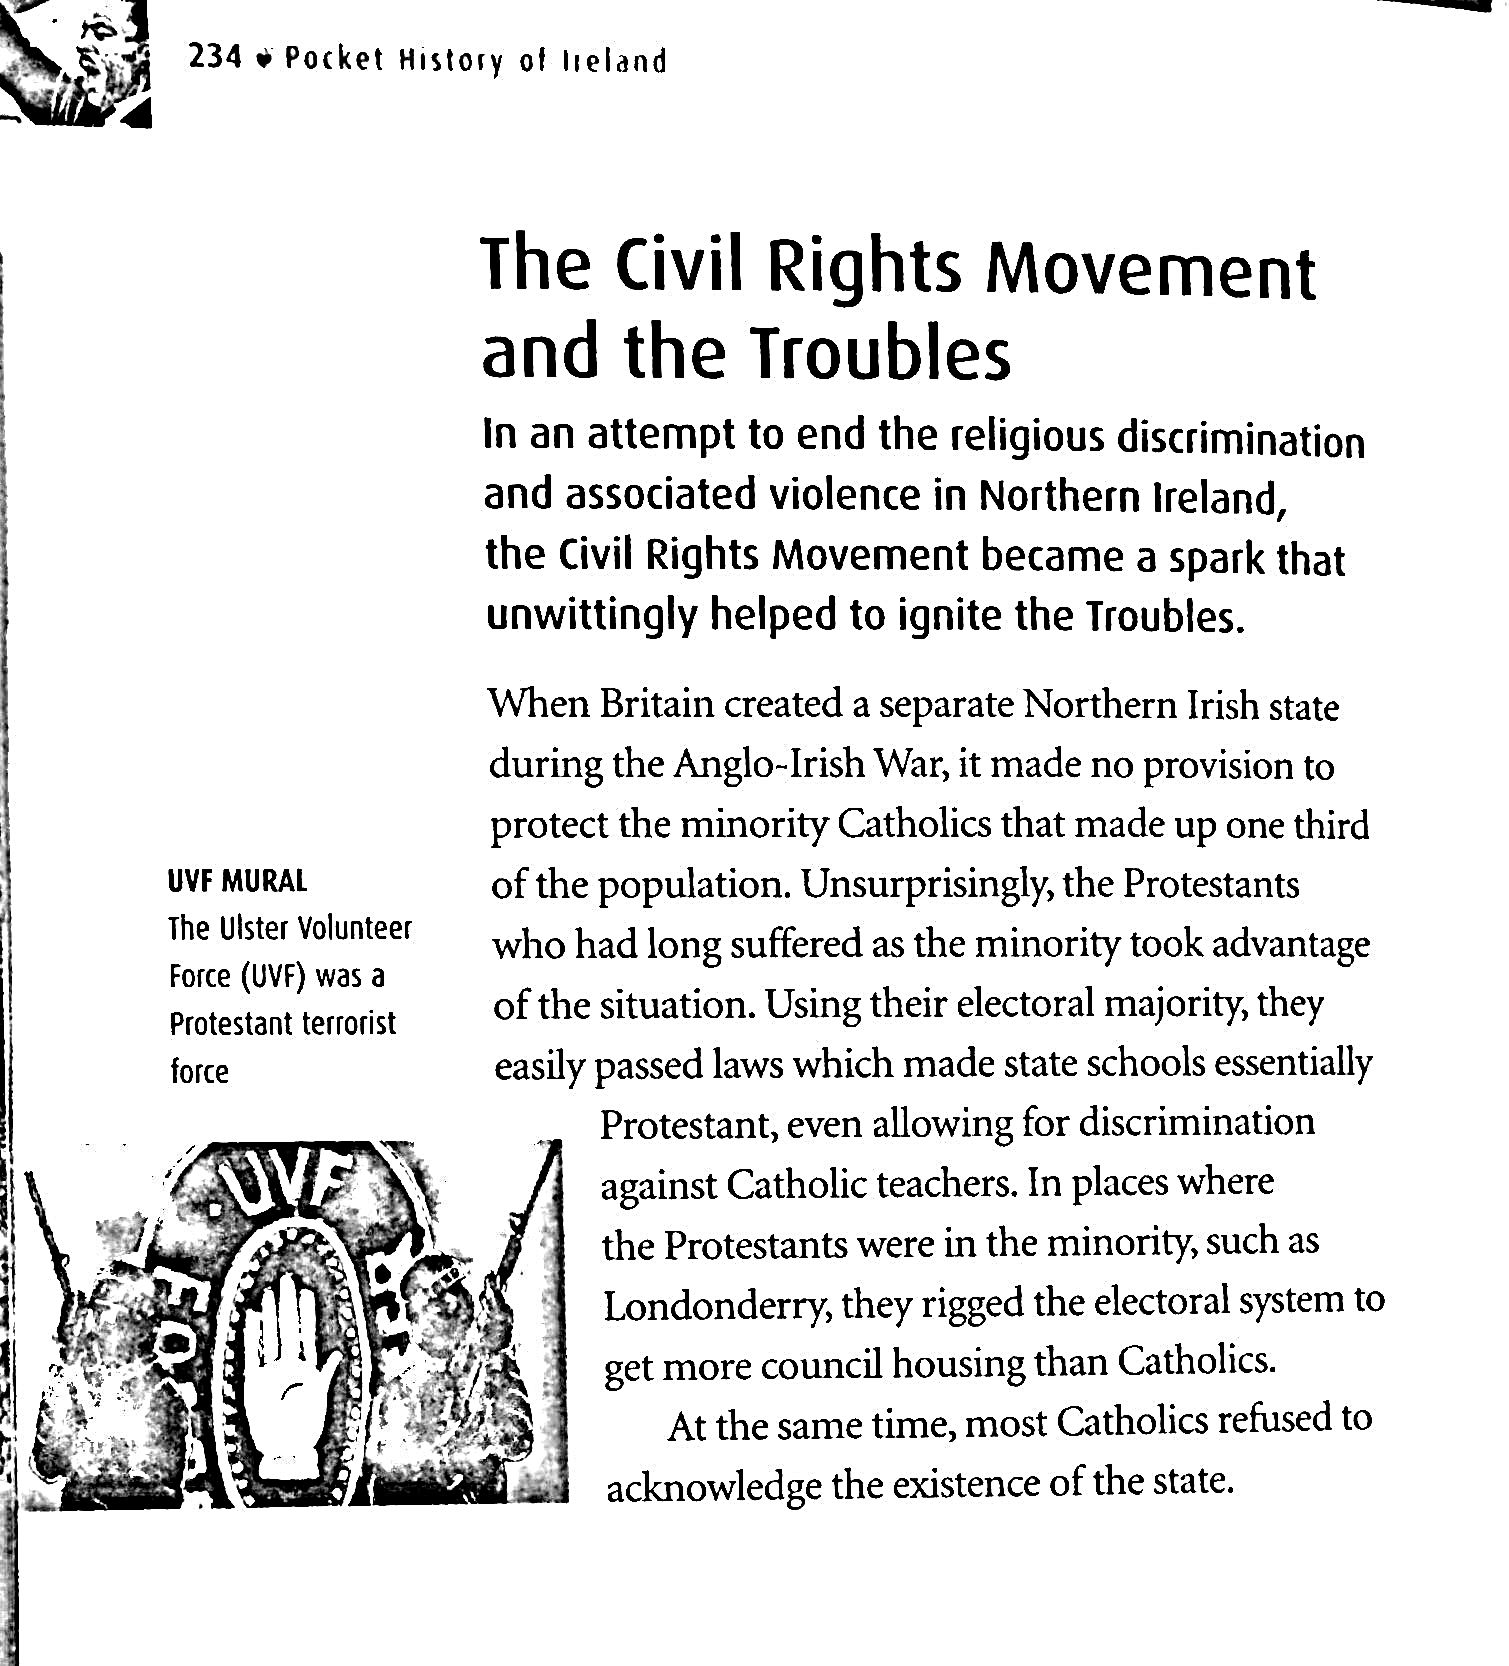 234 ♥ Pocket History of Ireland
The Civil Rights Movement
and the Troubles
In an attempt to end the religious discrimination
and associated violence in Northern Ireland,
the Civil Rights Movement became a spark that
unwittingly helped to ignite the Troubles.
When Britain created a separate Northern Irish state
during the Anglo-Irish War, it made no provision to
protect the minority Catholics that made up one third
of the population. Unsurprisingly, the Protestants
who had long suffered as the minority took advantage
of the situation. Using their electoral majority, they
easily passed laws which made state schools essentially
Protestant, even allowing for discrimination
against Catholic teachers. In places where
the Protestants were in the minority, such as
Londonderry, they rigged the electoral system to
get more council housing than Catholics.
At the same time, most Catholics refused to
acknowledge the existence of the state.
UVF MURAL
The Ulster Volunteer
Force (UVF) was a
Protestant terrorist
force
UVF